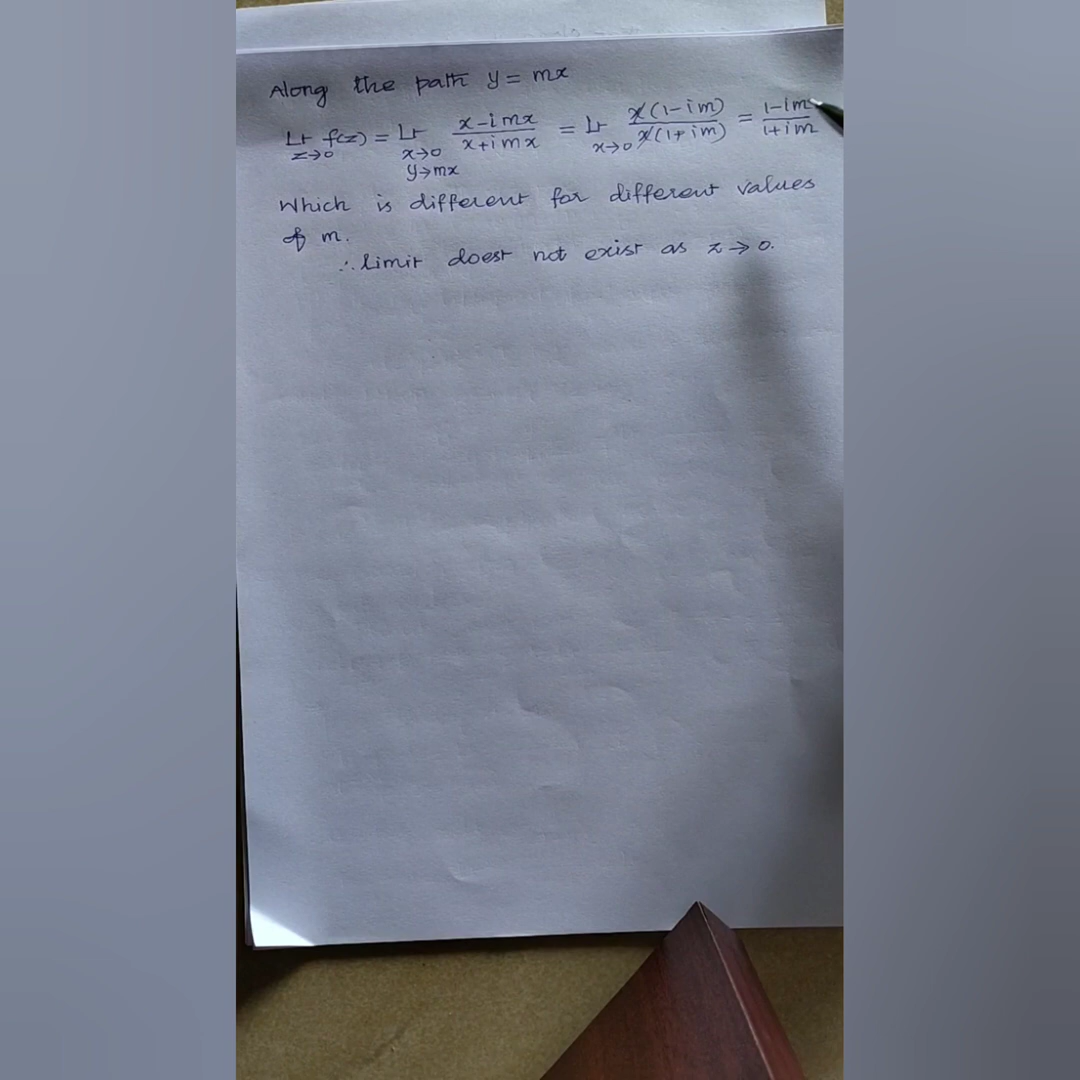 Along the path y = mx
Lt z→0 f(z) = Lt x→0 y→mx (x-imx)/(x+imx) = Lt x→0 x(1-im)/x(1+im) = (1-im)/(1+im)
Which is different for different values
of m.
∴ limit doest not exist as z→0.